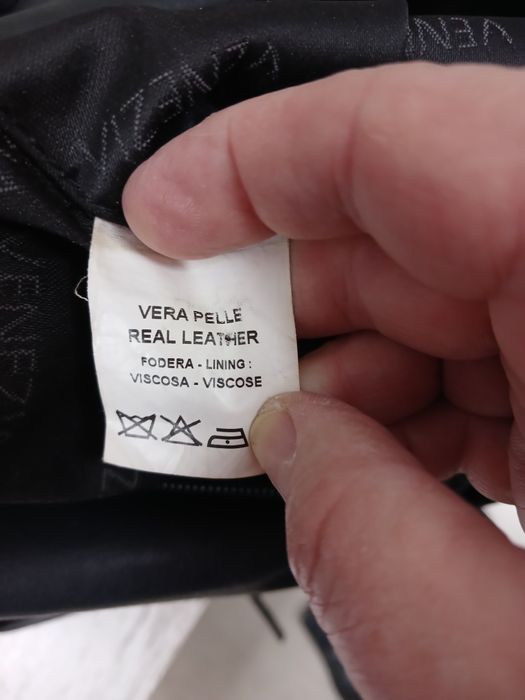 VERA PELLE
REAL LEATHER
FODERA - LINING :
VISCOSA - VISCOSE